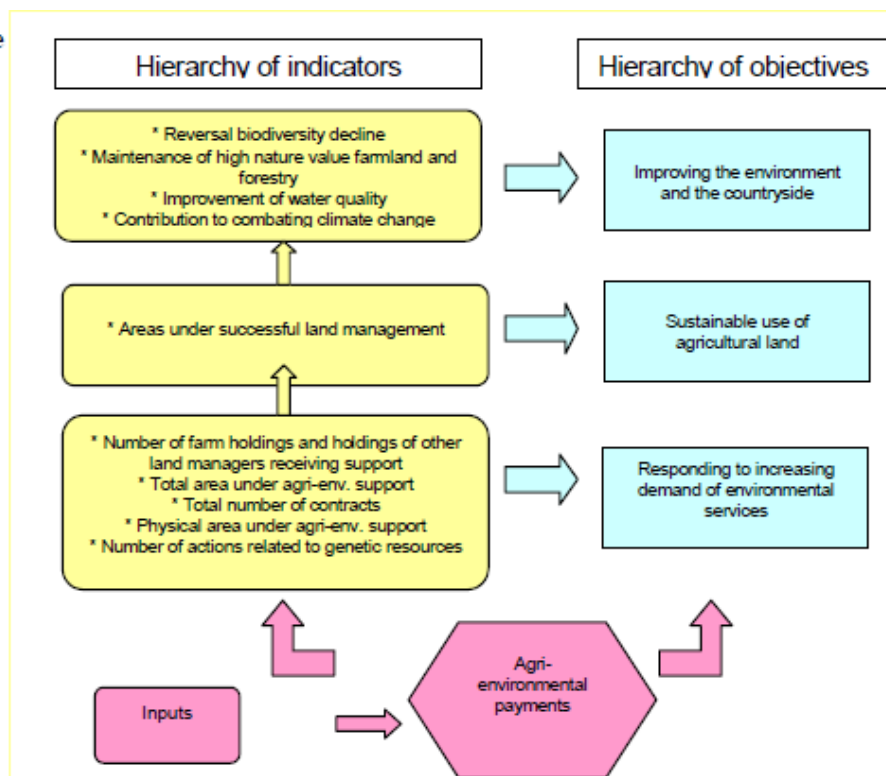 e
Hierarchy of indicators
Hierarchy of objectives
* Reversal biodiversity decline
* Maintenance of high nature value farmland and
forestry
* Improvement of water quality
* Contribution to combating climate change
Improving the environment
and the countryside
* Areas under successful land management
Sustainable use of
agricultural land
* Number of farm holdings and holdings of other
land managers receiving support
* Total area under agri-env. support
* Total number of contracts
* Physical area under agri-env. support
* Number of actions related to genetic resources
Responding to increasing
demand of environmental
services
Inputs
Agri-
environmental
payments